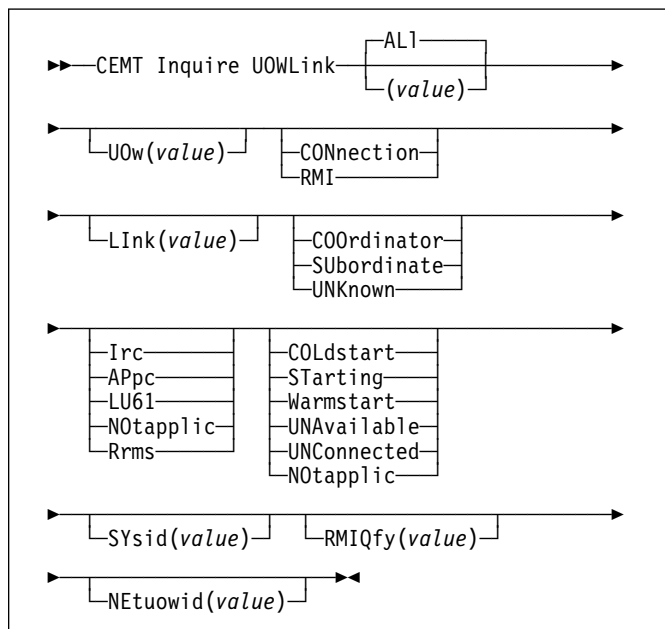 ALl
CEMT Inquire UOWLink
(value)
UOw(value) CONnection
RMI
LInk(value) COOrdinator
SUbordinate
UNKnown
Irc COLdstart
APpc STarting
LU61 Warmstart
NOtapplic UNAvailable
Rrms UNConnected
NOtapplic
SYsid(value) RMIQfy(value)
NEtuowid(value)